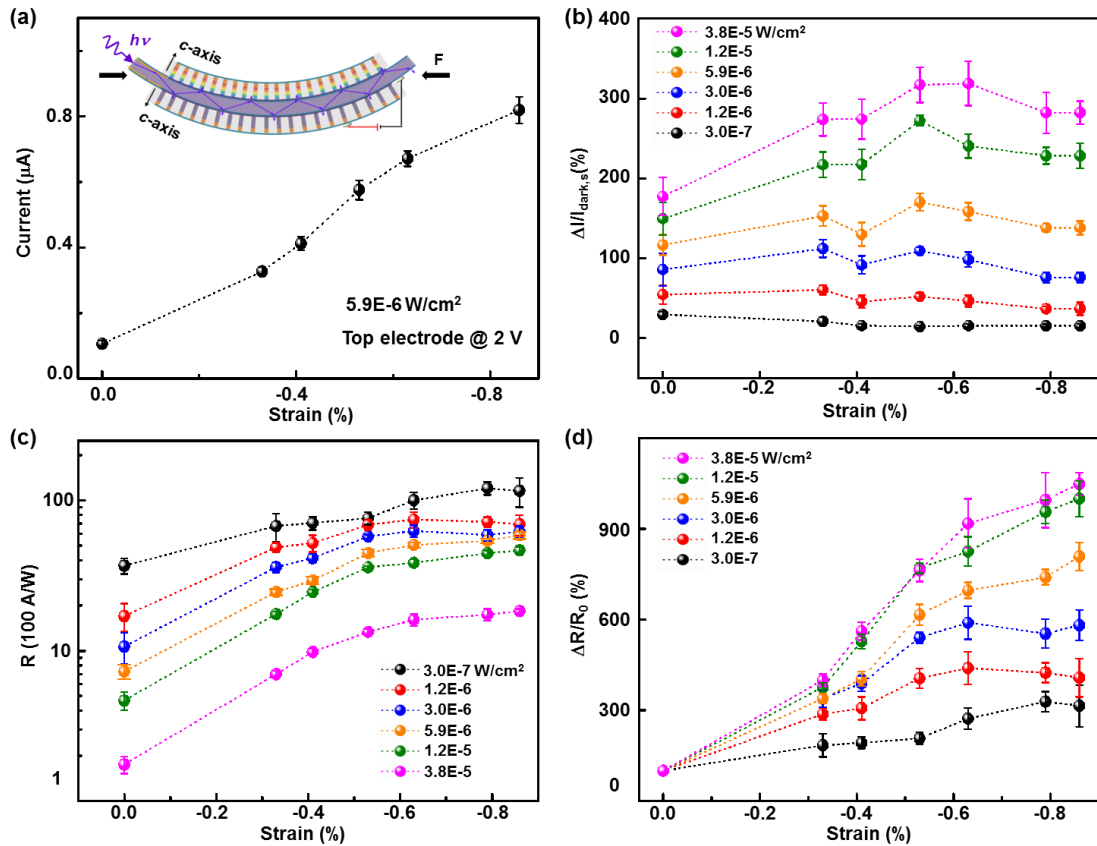 (a)
hν
c-axis
c-axis
F
5.9E-6 W/cm²
Top electrode @ 2 V
Current (μA)
0.8
0.4
0.0
0.0 -0.4 -0.8
Strain (%)
(b)
3.8E-5 W/cm²
1.2E-5
5.9E-6
3.0E-6
1.2E-6
3.0E-7
ΔI/I_dark,s(%)
400
300
200
100
0
0.0 -0.2 -0.4 -0.6 -0.8
Strain (%)
(c)
R (100 A/W)
100
10
1
3.0E-7 W/cm²
1.2E-6
3.0E-6
5.9E-6
1.2E-5
3.8E-5
0.0 -0.2 -0.4 -0.6 -0.8
Strain (%)
(d)
3.8E-5 W/cm²
1.2E-5
5.9E-6
3.0E-6
1.2E-6
3.0E-7
ΔR/R₀ (%)
900
600
300
0
0.0 -0.2 -0.4 -0.6 -0.8
Strain (%)